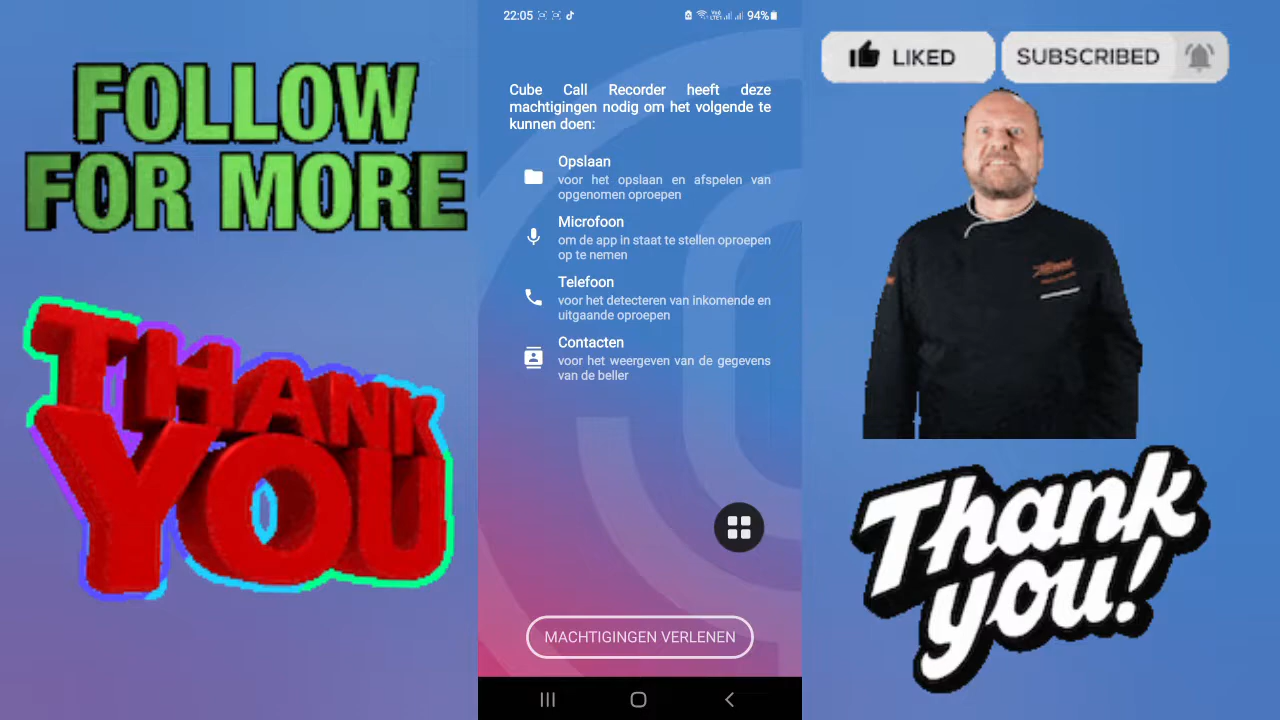 FOLLOW
FOR MORE
THANK
YOU
22:05
94%
Cube Call Recorder heeft deze
machtigingen nodig om het volgende te
kunnen doen:
Opslaan
voor het opslaan en afspelen van
opgenomen oproepen
Microfoon
om de app in staat te stellen oproepen
op te nemen
Telefoon
voor het detecteren van inkomende en
uitgaande oproepen
Contacten
voor het weergeven van de gegevens
van de beller
MACHTIGINGEN VERLENEN
LIKED
SUBSCRIBED
Thank
you!